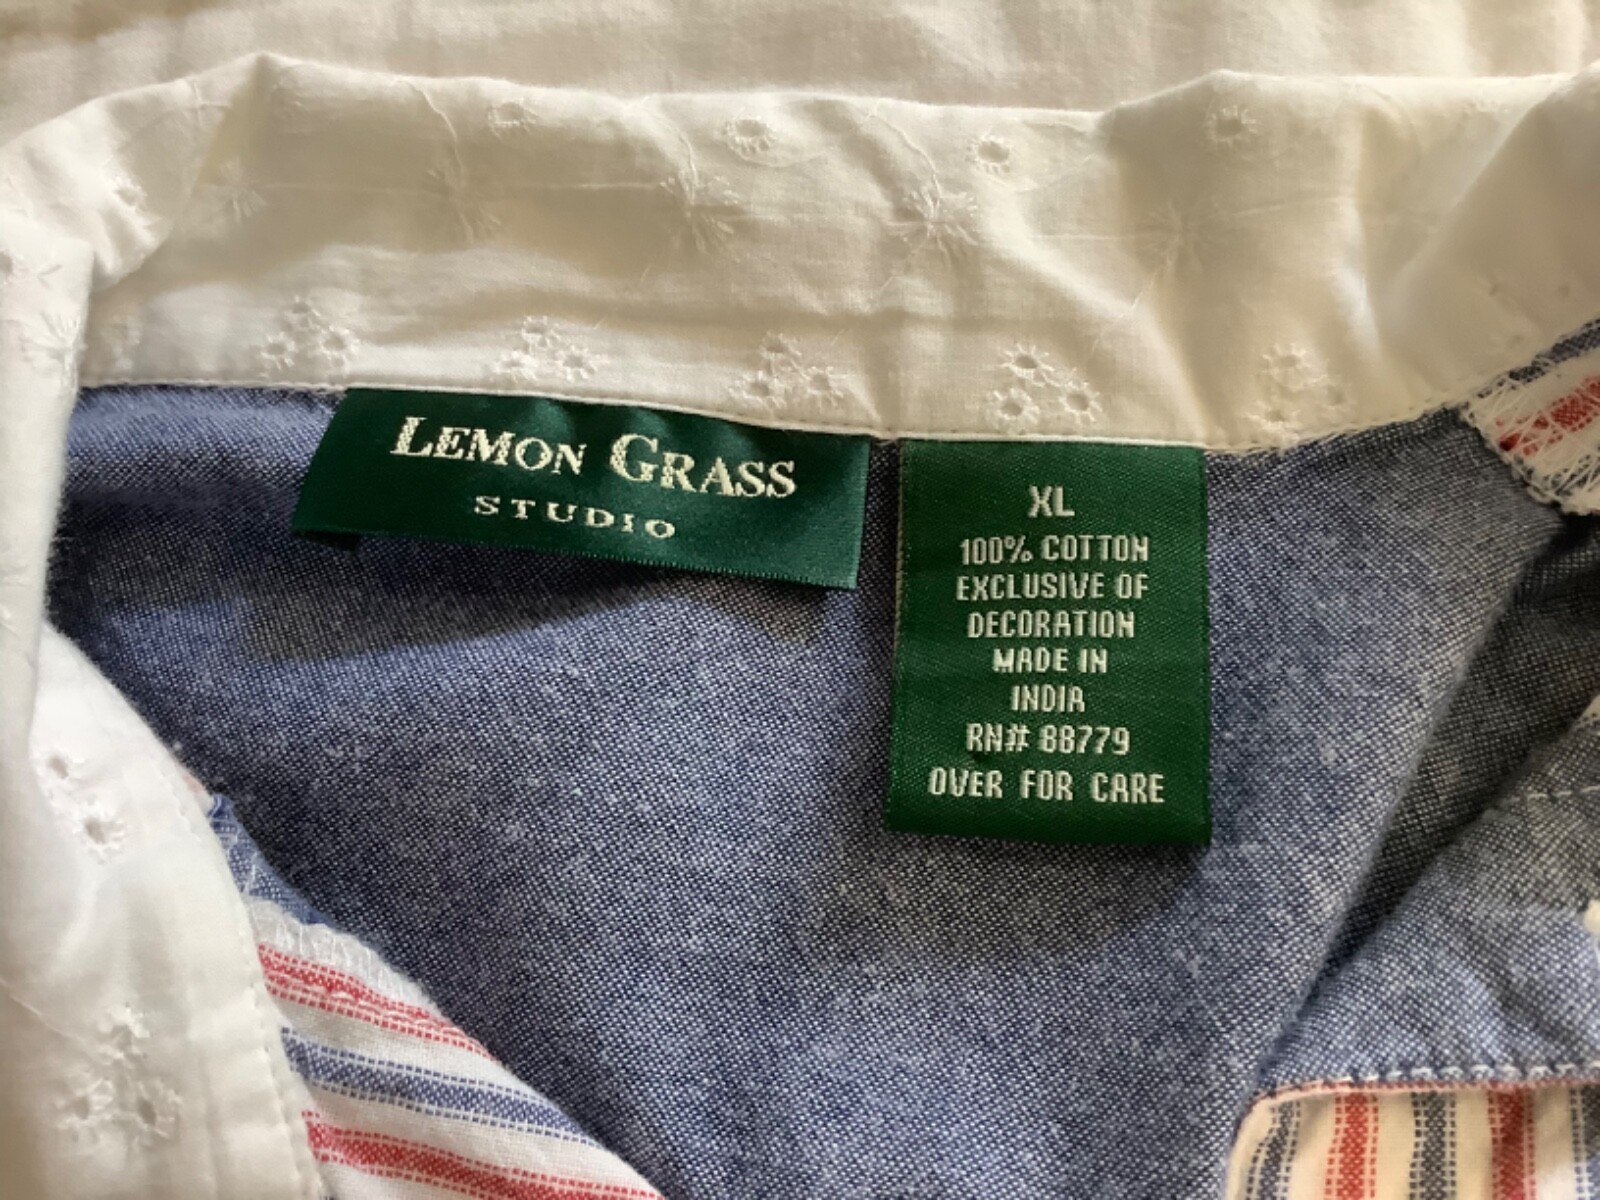 LEMON GRASS
STUDIO
XL
100% COTTON
EXCLUSIVE OF
DECORATION
MADE IN
INDIA
RN# 88779
OVER FOR CARE